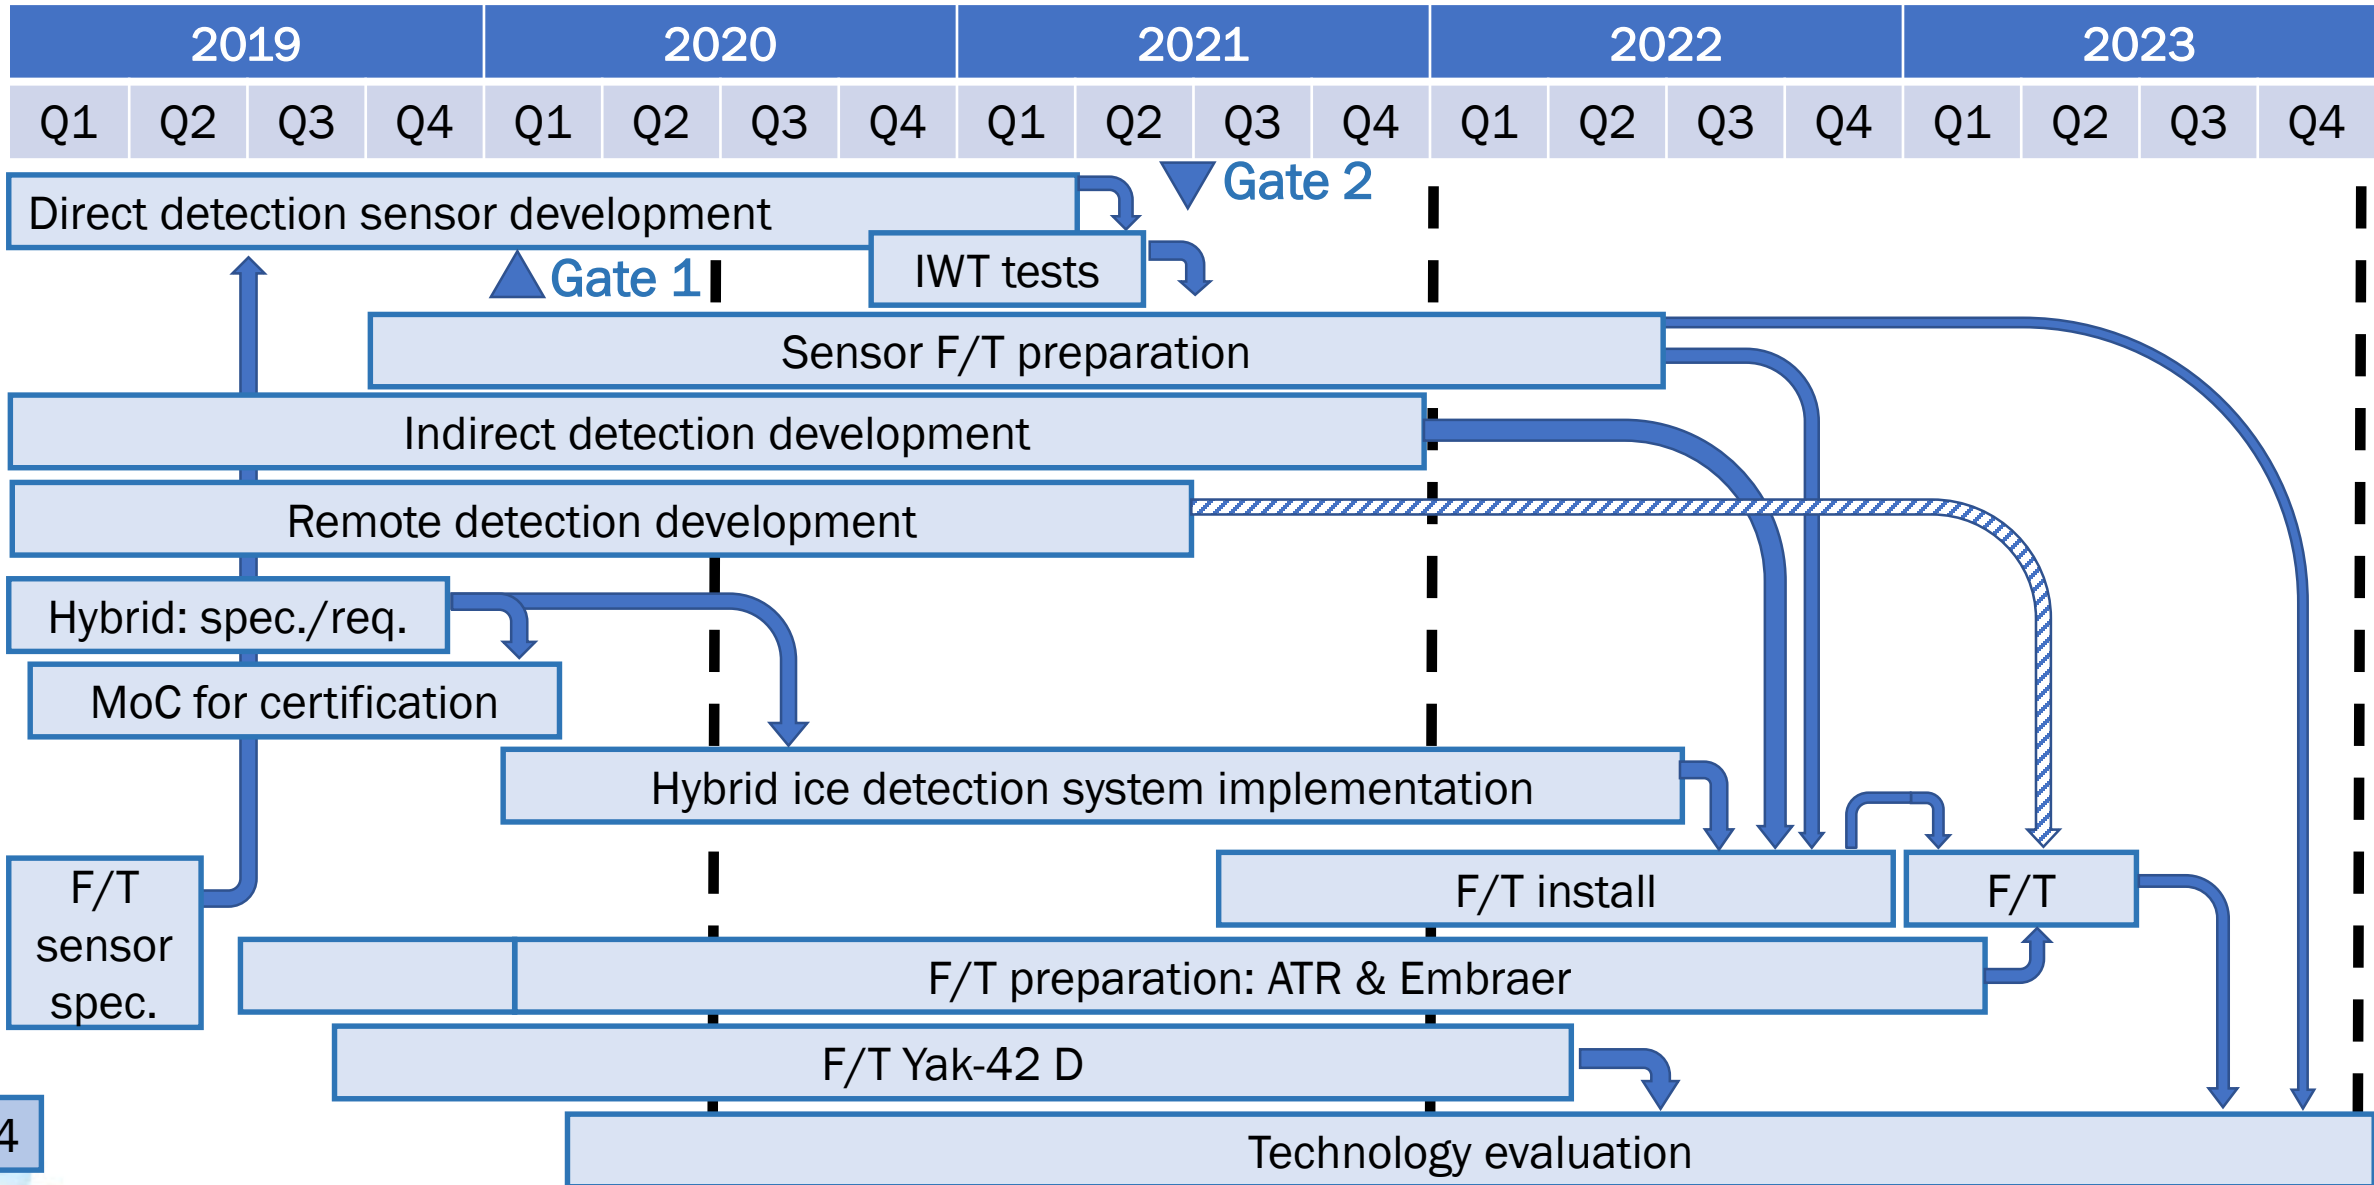 2019 2020 2021 2022 2023
Q1 Q2 Q3 Q4 Q1 Q2 Q3 Q4 Q1 Q2 Q3 Q4 Q1 Q2 Q3 Q4 Q1 Q2 Q3 Q4
Gate 2
Direct detection sensor development
IWT tests
Gate 1
Sensor F/T preparation
Indirect detection development
Remote detection development
Hybrid: spec./req.
MoC for certification
Hybrid ice detection system implementation
F/T
sensor
spec.
F/T install
F/T
F/T preparation: ATR & Embraer
F/T Yak-42 D
4
Technology evaluation